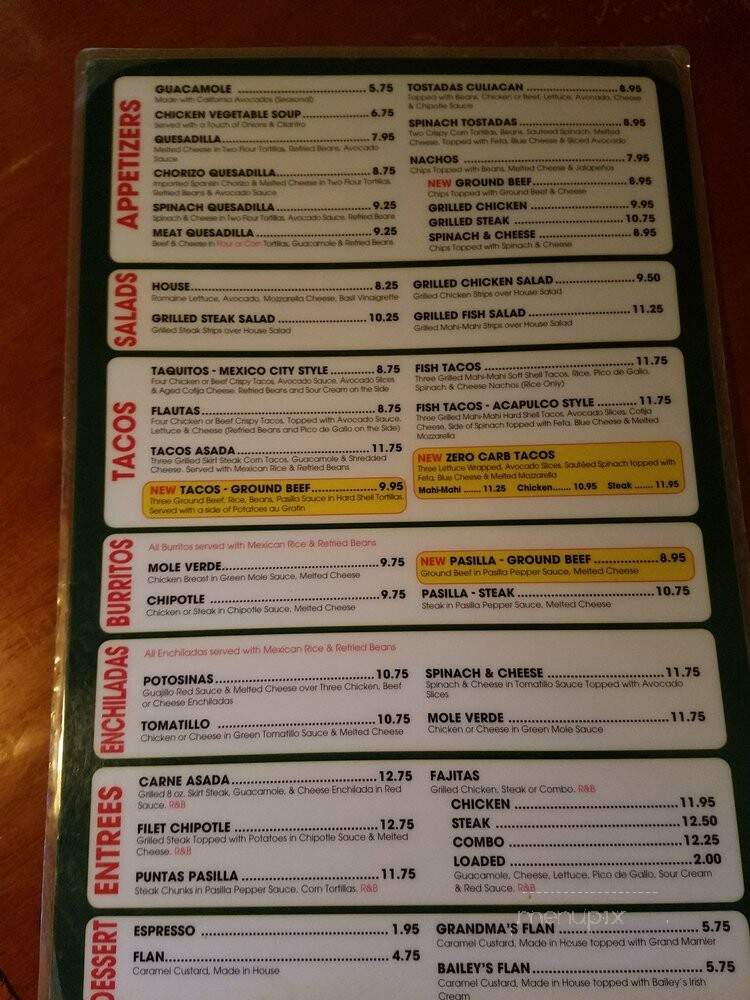 APPETIZERS
GUACAMOLE 5.75
Made with California Avocados (Seasonal)
CHICKEN VEGETABLE SOUP 6.75
Served with a Touch of Onions & Cilantro
QUESADILLA 7.95
Melted Cheese in Two Flour Tortillas, Refried Beans, Avocado
Sauce
CHORIZO QUESADILLA 8.75
Imported Spanish Chorizo & Melted Cheese in Two Flour Tortillas,
Refried Beans & Avocado Sauce
SPINACH QUESADILLA 9.25
Spinach & Cheese in Two Flour Tortillas, Avocado Sauce, Refried Beans
MEAT QUESADILLA 9.25
Beef & Cheese in Flour or Corn Tortillas, Guacamole & Refried Beans
TOSTADAS CULIACAN 8.95
Topped with Beans, Chicken or Beef, Lettuce, Avocado, Cheese
& Chipotle Sauce
SPINACH TOSTADAS 8.95
Two Crispy Corn Tortillas, Beans, Sautéed Spinach, Melted
Cheese, Topped with Feta, Blue Cheese & Sliced Avocado
NACHOS 7.95
Chips Topped with Beans, Melted Cheese & Jalapeños
NEW GROUND BEEF 8.95
Chips Topped with Ground Beef & Cheese
GRILLED CHICKEN 9.95
GRILLED STEAK 10.75
SPINACH & CHEESE 8.95
Chips Topped with Spinach & Cheese
SALADS
HOUSE 8.25
Romaine Lettuce, Avocado, Mozzarella Cheese, Basil Vinaigrette
GRILLED STEAK SALAD 10.25
Grilled Steak Strips over House Salad
GRILLED CHICKEN SALAD 9.50
Grilled Chicken Strips over House Salad
GRILLED FISH SALAD 11.25
Grilled Mahi-Mahi Strips over House Salad
TACOS
TAQUITOS - MEXICO CITY STYLE 8.75
Four Chicken or Beef Crispy Tacos, Avocado Sauce, Avocado Slices
& Aged Cotija Cheese. Refried Beans and Sour Cream on the Side
FLAUTAS 8.75
Four Chicken or Beef Crispy Tacos, Topped with Avocado Sauce,
Lettuce & Cheese (Refried Beans and Pico de Gallo on the Side)
TACOS ASADA 11.75
Three Grilled Skirt Steak Corn Tacos, Guacamole & Shredded
Cheese. Served with Mexican Rice & Refried Beans
NEW TACOS - GROUND BEEF 9.95
Three Ground Beef, Rice, Beans, Pasilla Sauce in Hard Shell Tortillas.
Served with a side of Potatoes au Gratin
FISH TACOS 11.75
Three Grilled Mahi-Mahi Soft Shell Tacos, Rice, Pico de Gallo,
Spinach & Cheese Nachos (Rice Only)
FISH TACOS - ACAPULCO STYLE 11.75
Three Grilled Mahi-Mahi Hard Shell Tacos, Avocado Slices, Cotija
Cheese, Side of Spinach topped with Feta, Blue Cheese & Melted
Mozzarella
NEW ZERO CARB TACOS
Three Lettuce Wrapped, Avocado Slices, Sautéed Spinach topped with
Feta, Blue Cheese & Melted Mozzarella
Mahi-Mahi 11.25 Chicken 10.95 Steak 11.95
BURRITOS
All Burritos served with Mexican Rice & Refried Beans
MOLE VERDE 9.75
Chicken Breast in Green Mole Sauce, Melted Cheese
CHIPOTLE 9.75
Chicken or Steak in Chipotle Sauce, Melted Cheese
NEW PASILLA - GROUND BEEF 8.95
Ground Beef in Pasilla Pepper Sauce, Melted Cheese
PASILLA - STEAK 10.75
Steak in Pasilla Pepper Sauce, Melted Cheese
ENCHILADAS
All Enchiladas served with Mexican Rice & Refried Beans
POTOSINAS 10.75
Guajillo Red Sauce & Melted Cheese over Three Chicken, Beef
or Cheese Enchiladas
TOMATILLO 10.75
Chicken or Cheese in Green Tomatillo Sauce & Melted Cheese
SPINACH & CHEESE 11.75
Spinach & Cheese in Tomatillo Sauce Topped with Avocado
Slices
MOLE VERDE 11.75
Chicken or Cheese in Green Mole Sauce
ENTREES
CARNE ASADA 12.75
Grilled 8 oz. Skirt Steak, Guacamole, & Cheese Enchilada in Red
Sauce. R&B
FILET CHIPOTLE 12.75
Grilled Steak Topped with Potatoes in Chipotle Sauce & Melted
Cheese. R&B
PUNTAS PASILLA 11.75
Steak Chunks in Pasilla Pepper Sauce, Corn Tortillas. R&B
FAJITAS
Grilled Chicken, Steak or Combo. R&B
CHICKEN 11.95
STEAK 12.50
COMBO 12.25
LOADED 2.00
Guacamole, Cheese, Lettuce, Pico de Gallo, Sour Cream
& Red Sauce. R&B
menupix
DESSERT
ESPRESSO 1.95
FLAN 4.75
Caramel Custard, Made in House
GRANDMA'S FLAN 5.75
Caramel Custard, Made in House topped with Grand Marnier
BAILEY'S FLAN 5.75
Caramel Custard, Made in House topped with Bailey's Irish
Cream